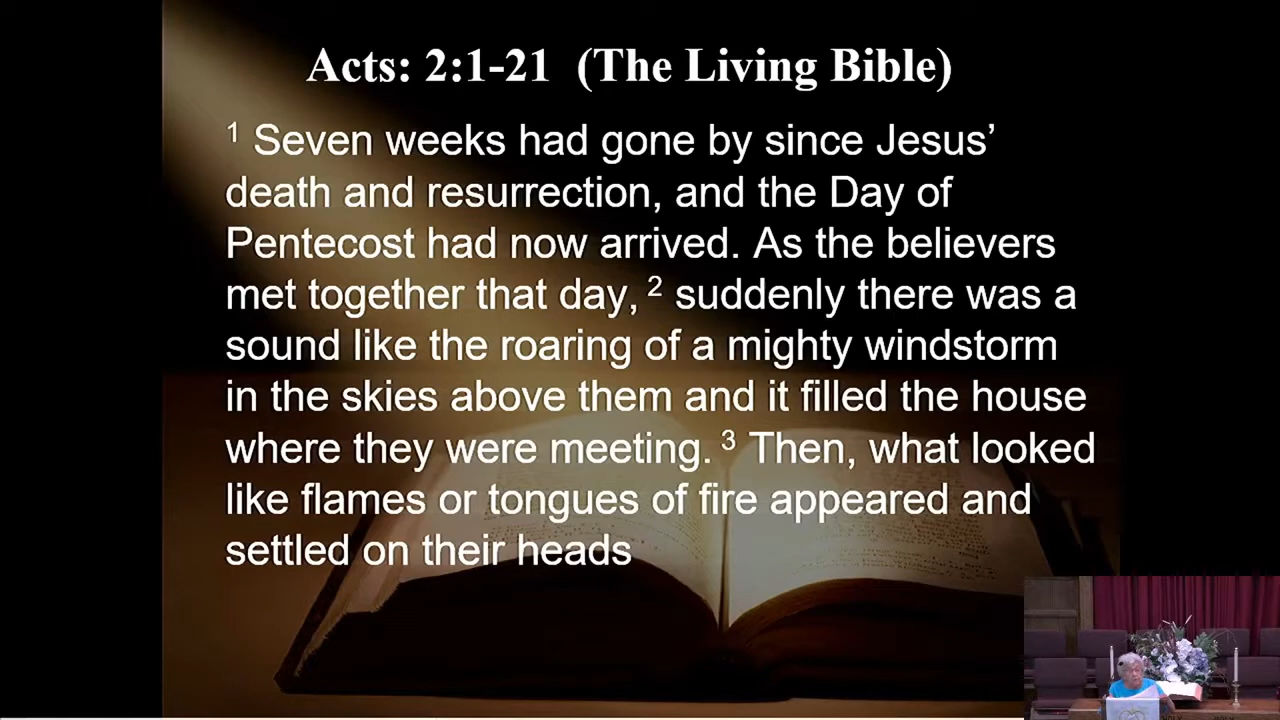 Acts: 2:1-21 (The Living Bible)
1 Seven weeks had gone by since Jesus’
death and resurrection, and the Day of
Pentecost had now arrived. As the believers
met together that day, 2 suddenly there was a
sound like the roaring of a mighty windstorm
in the skies above them and it filled the house
where they were meeting. 3 Then, what looked
like flames or tongues of fire appeared and
settled on their heads